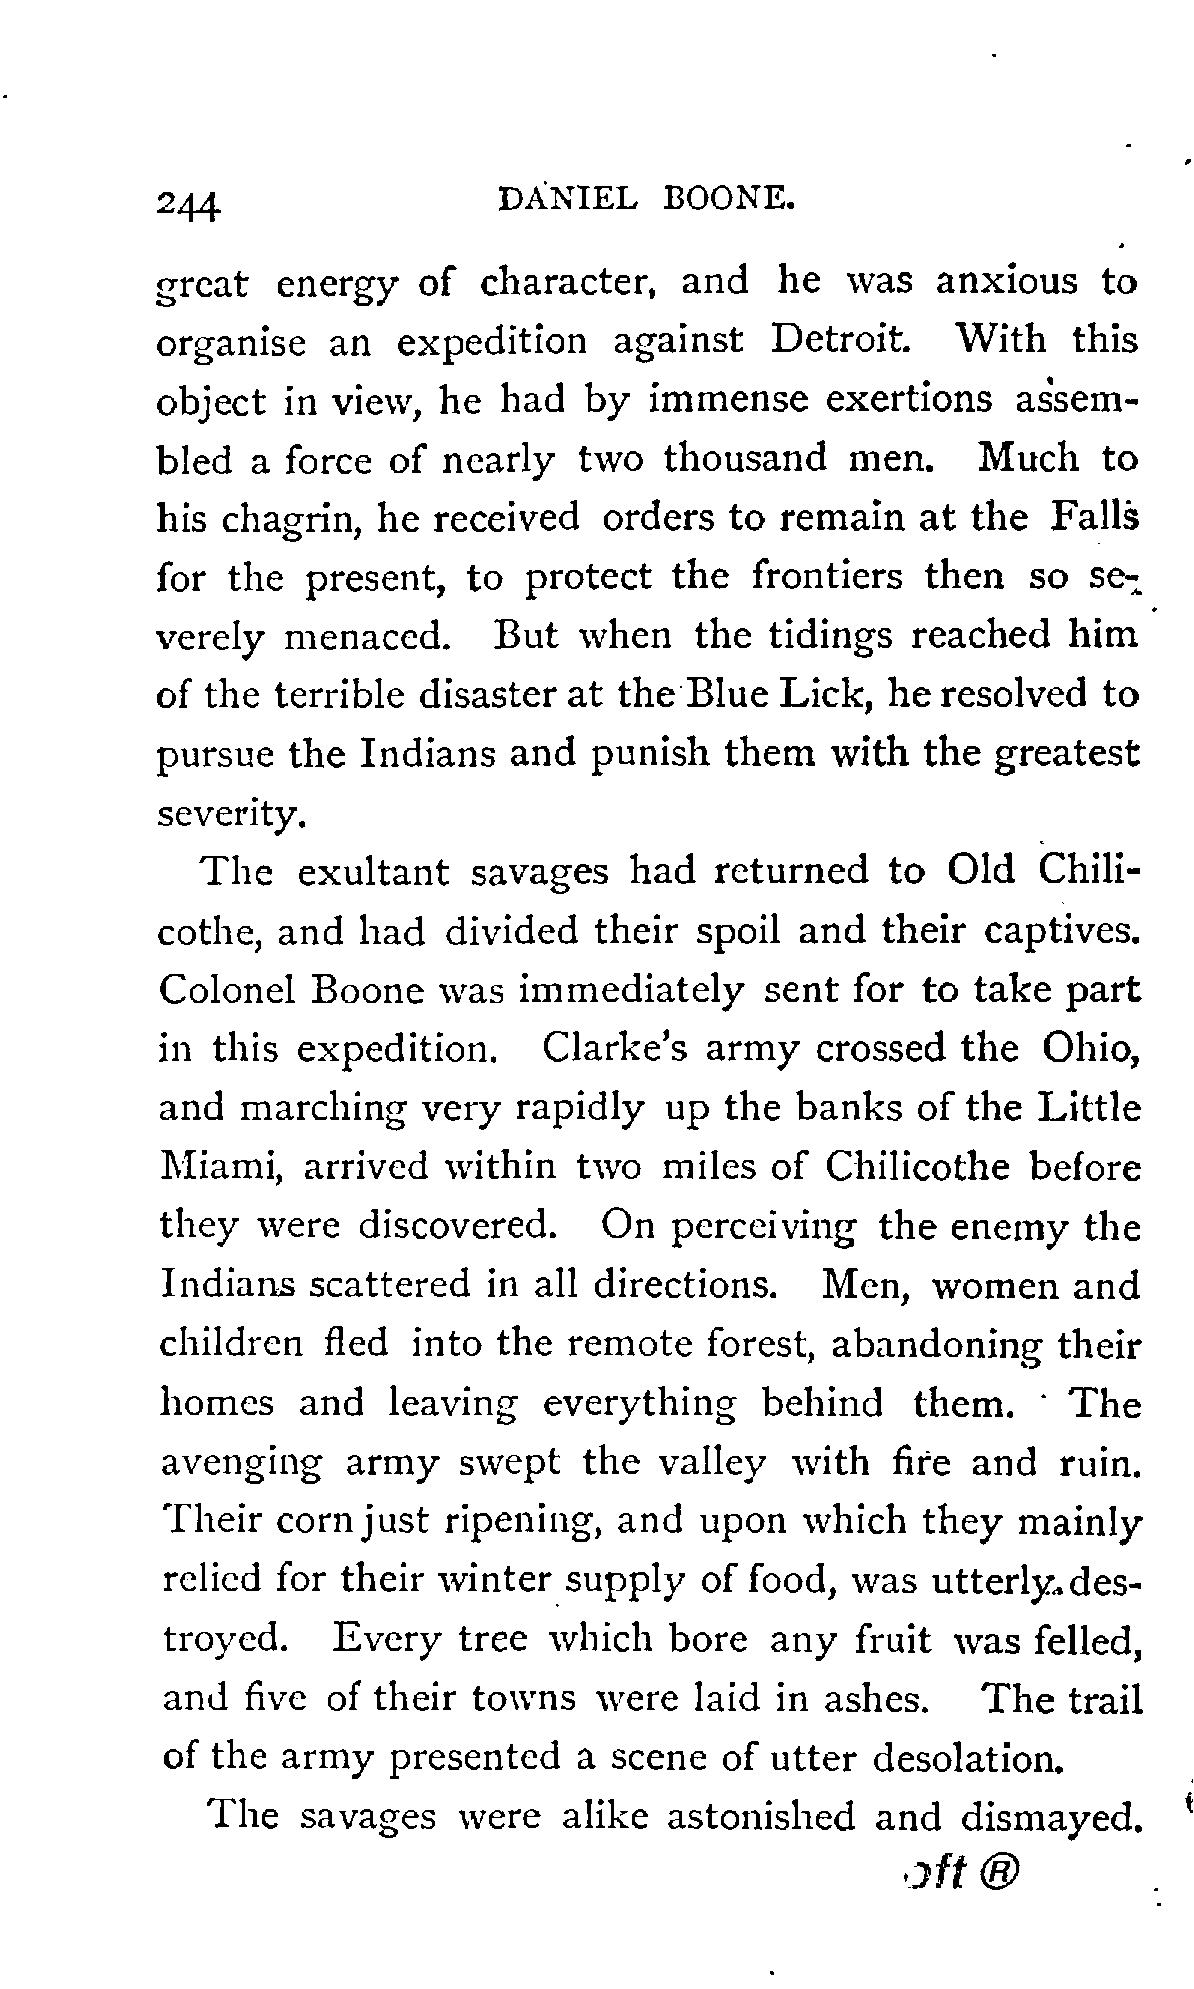 244 DANIEL BOONE.
great energy of character, and he was anxious to
organise an expedition against Detroit. With this
object in view, he had by immense exertions assem-
bled a force of nearly two thousand men. Much to
his chagrin, he received orders to remain at the Falls
for the present, to protect the frontiers then so se-
verely menaced. But when the tidings reached him
of the terrible disaster at the Blue Lick, he resolved to
pursue the Indians and punish them with the greatest
severity.
The exultant savages had returned to Old Chili-
cothe, and had divided their spoil and their captives.
Colonel Boone was immediately sent for to take part
in this expedition. Clarke's army crossed the Ohio,
and marching very rapidly up the banks of the Little
Miami, arrived within two miles of Chilicothe before
they were discovered. On perceiving the enemy the
Indians scattered in all directions. Men, women and
children fled into the remote forest, abandoning their
homes and leaving everything behind them. The
avenging army swept the valley with fire and ruin.
Their corn just ripening, and upon which they mainly
relied for their winter supply of food, was utterly des-
troyed. Every tree which bore any fruit was felled,
and five of their towns were laid in ashes. The trail
of the army presented a scene of utter desolation.
The savages were alike astonished and dismayed.
oft ®